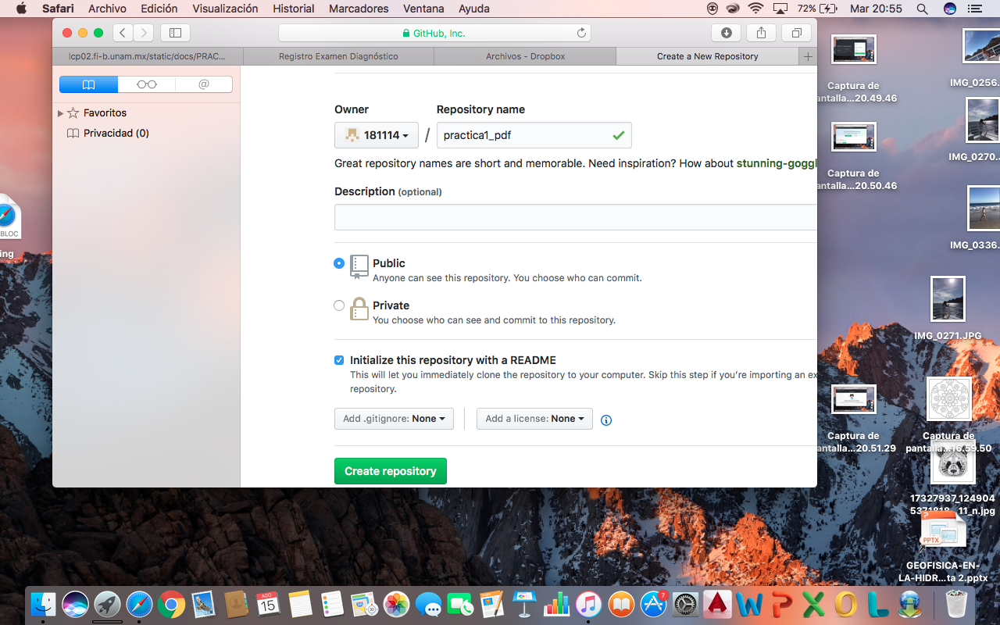 Safari Archivo Edición Visualización Historial Marcadores Ventana Ayuda 72% Mar 20:55
GitHub, Inc.
lcp02.fi-b.unam.mx/static/docs/PRAC... Registro Examen Diagnóstico Archivos - Dropbox Create a New Repository
@
Favoritos
Privacidad (0)
Owner Repository name
181114 / practica1_pdf
Great repository names are short and memorable. Need inspiration? How about stunning-goggl
Description (optional)
Public
Anyone can see this repository. You choose who can commit.
Private
You choose who can see and commit to this repository.
Initialize this repository with a README
This will let you immediately clone the repository to your computer. Skip this step if you're importing an ex
repository.
Add .gitignore: None Add a license: None
Create repository
Captura de
antalla...20.49.46
IMG_0256.
IMG_0270.J
Captura de
antalla...20.50.46
IMG_0336.
IMG_0271.JPG
Captura de
antalla...20.51.29
Captura de
pantalla...16.59.50
17327937_124904
5371818..._11_n.jpg
PPTX
GEOFISICA-EN-
LA-HIDR...ta 2.pptx
BLOC
ing
AGO
15
7